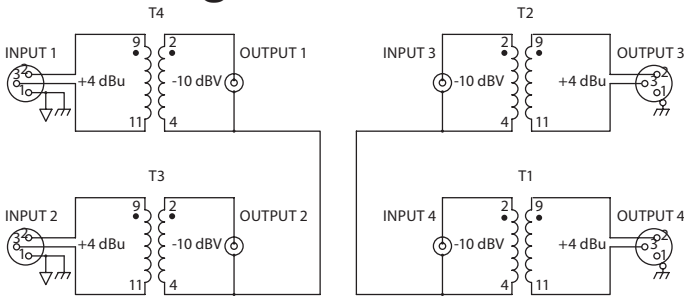 T4
INPUT 1
3
2
1
+4 dBu
9
11
2
4
-10 dBV
OUTPUT 1
T2
INPUT 3
-10 dBV
2
4
9
11
+4 dBu
OUTPUT 3
2
3
1
T3
INPUT 2
3
2
1
+4 dBu
9
11
2
4
-10 dBV
OUTPUT 2
T1
INPUT 4
-10 dBV
2
4
9
11
+4 dBu
OUTPUT 4
2
3
1